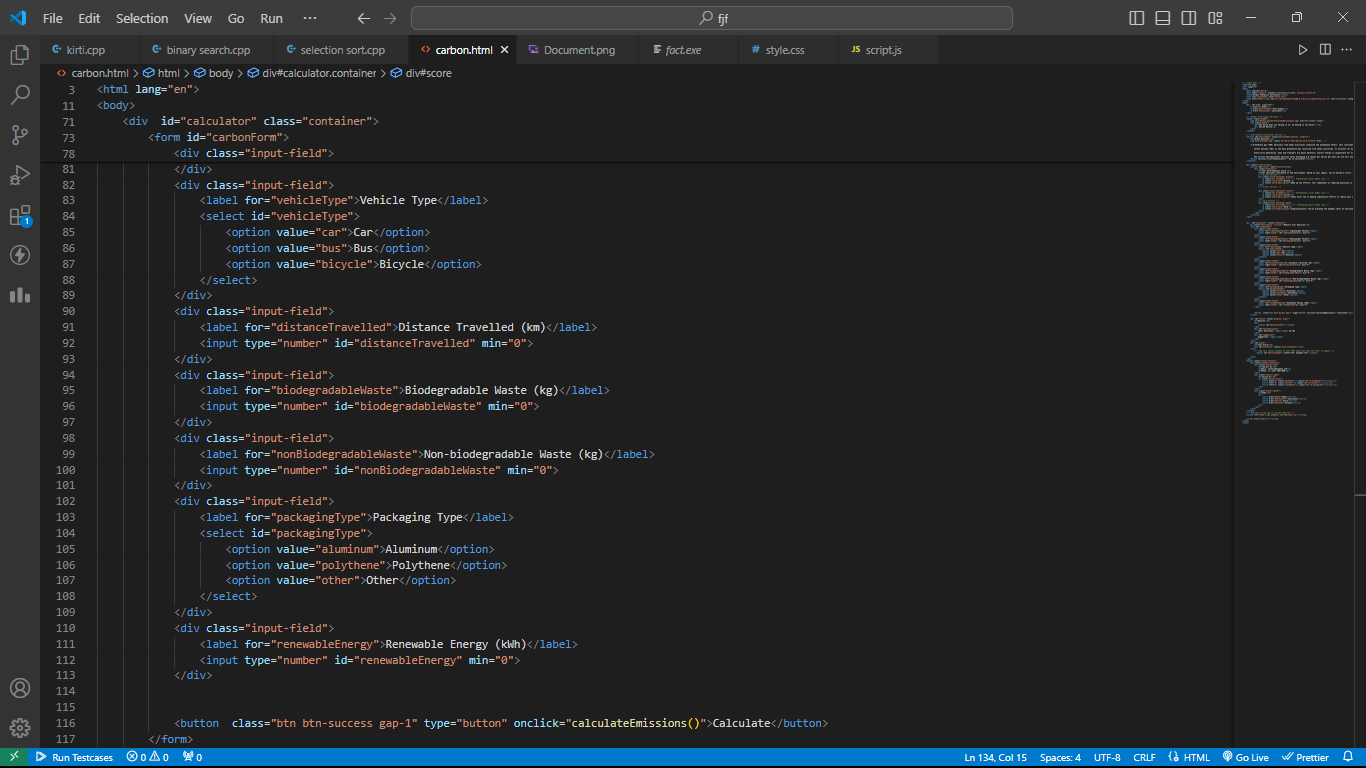 File Edit Selection View Go Run ··· fjf
kirti.cpp binary search.cpp selection sort.cpp carbon.html Document.png fact.exe style.css JS script.js
carbon.html > html > body > div#calculator.container > div#score
3 <html lang="en">
11 <body>
71 <div  id="calculator" class="container">
73 <form id="carbonForm">
78 <div class="input-field">
81 </div>
82 <div class="input-field">
83 <label for="vehicleType">Vehicle Type</label>
84 <select id="vehicleType">
85 <option value="car">Car</option>
86 <option value="bus">Bus</option>
87 <option value="bicycle">Bicycle</option>
88 </select>
89 </div>
90 <div class="input-field">
91 <label for="distanceTravelled">Distance Travelled (km)</label>
92 <input type="number" id="distanceTravelled" min="0">
93 </div>
94 <div class="input-field">
95 <label for="biodegradableWaste">Biodegradable Waste (kg)</label>
96 <input type="number" id="biodegradableWaste" min="0">
97 </div>
98 <div class="input-field">
99 <label for="nonBiodegradableWaste">Non-biodegradable Waste (kg)</label>
100 <input type="number" id="nonBiodegradableWaste" min="0">
101 </div>
102 <div class="input-field">
103 <label for="packagingType">Packaging Type</label>
104 <select id="packagingType">
105 <option value="aluminum">Aluminum</option>
106 <option value="polythene">Polythene</option>
107 <option value="other">Other</option>
108 </select>
109 </div>
110 <div class="input-field">
111 <label for="renewableEnergy">Renewable Energy (kWh)</label>
112 <input type="number" id="renewableEnergy" min="0">
113 </div>
114
115
116 <button  class="btn btn-success gap-1" type="button" onclick="calculateEmissions()">Calculate</button>
117 </form>
1
Run Testcases 0 0 0 Ln 134, Col 15 Spaces: 4 UTF-8 CRLF HTML Go Live Prettier